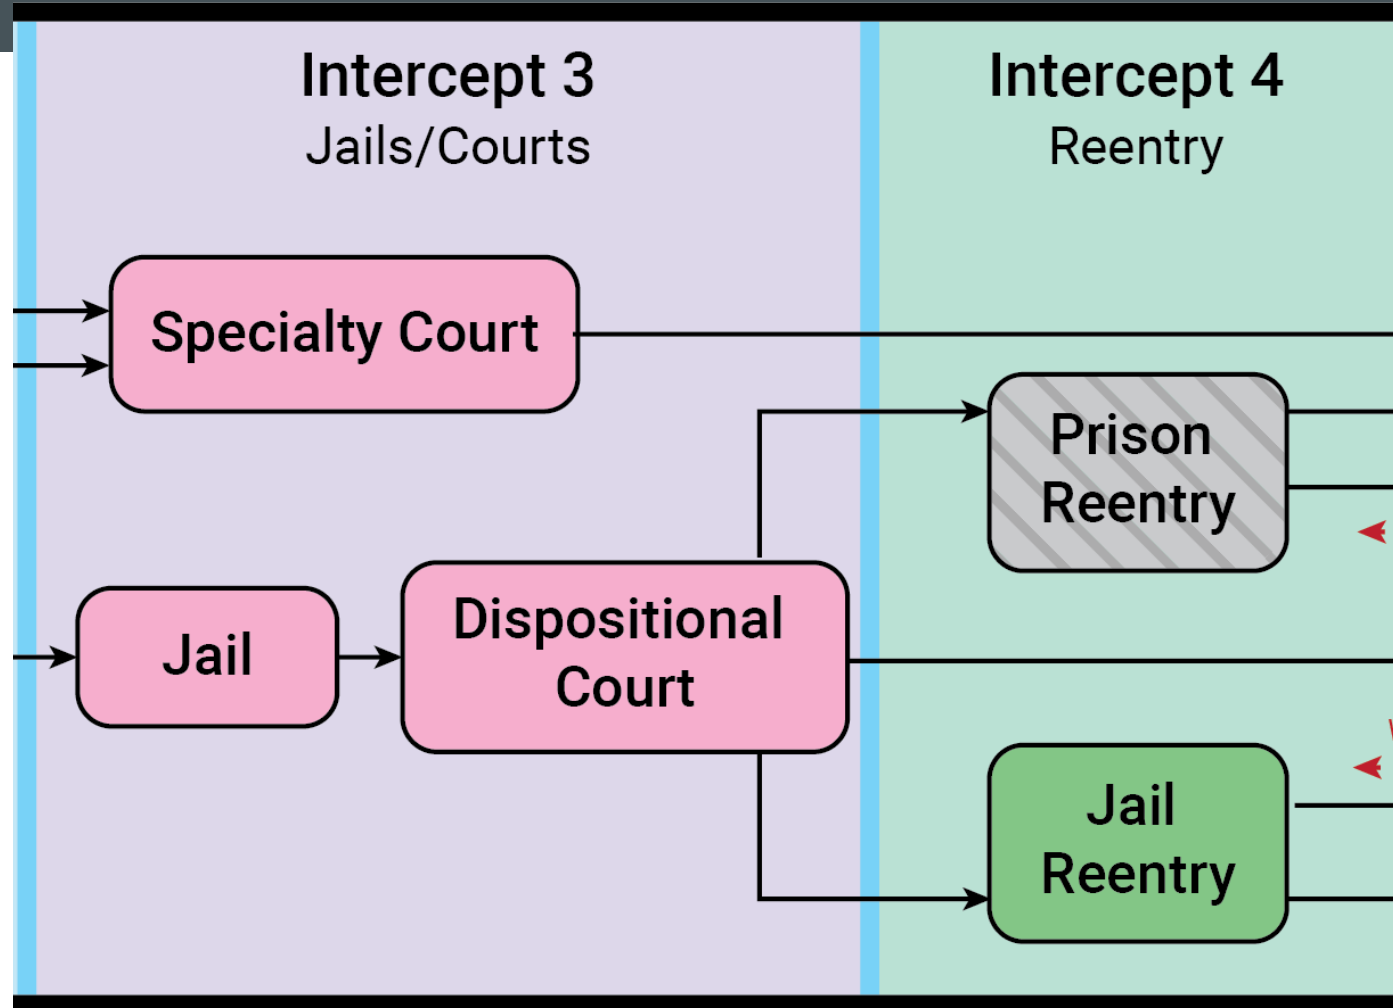 Intercept 3
Jails/Courts
Intercept 4
Reentry
Specialty Court
Prison
Reentry
Jail
Dispositional
Court
Jail
Reentry